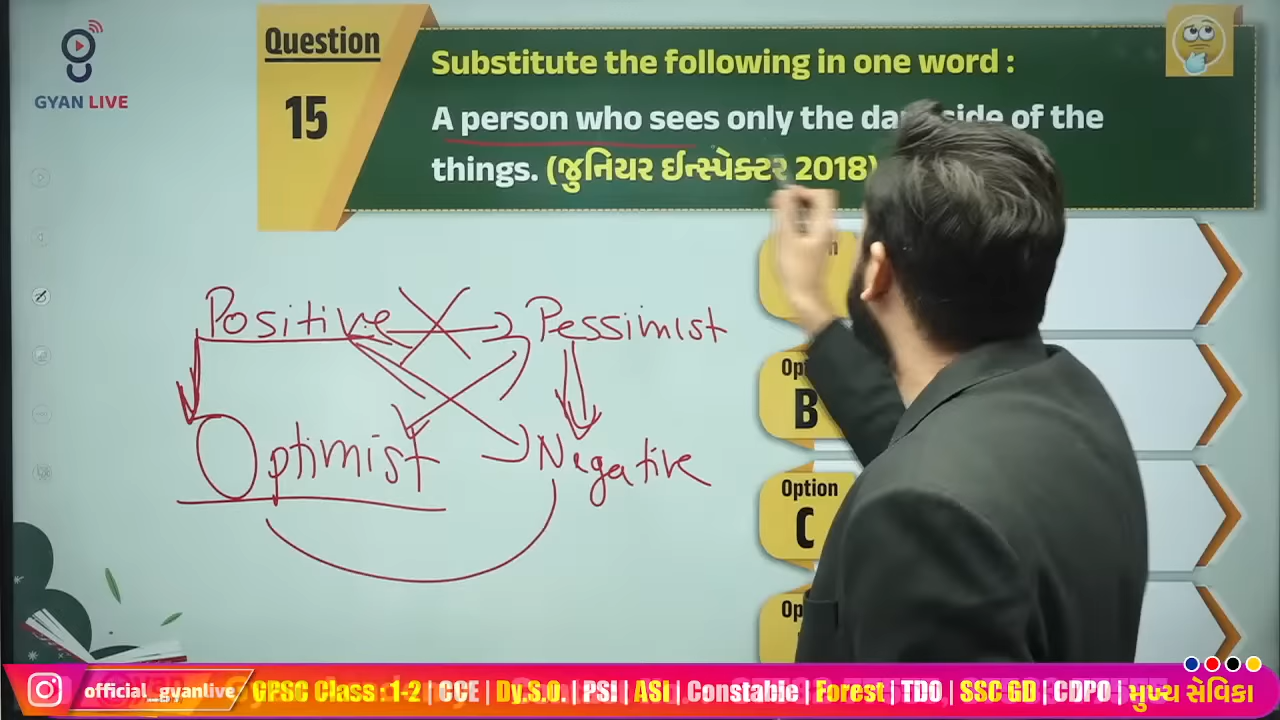 Question
15
Substitute the following in one word :
A person who sees only the dark side of the
things. (જુનિયર ઈન્સ્પેક્ટર 2018)
GYAN LIVE
Positive
Pessimist
Optimist
Negative
B
Option
C
official_gyanlive
GPSC Class : 1-2 | CCE | Dy.S.O. | PSI | ASI | Constable | Forest | TDO | SSC GD | CDPO | મુખ્ય સેવિકા